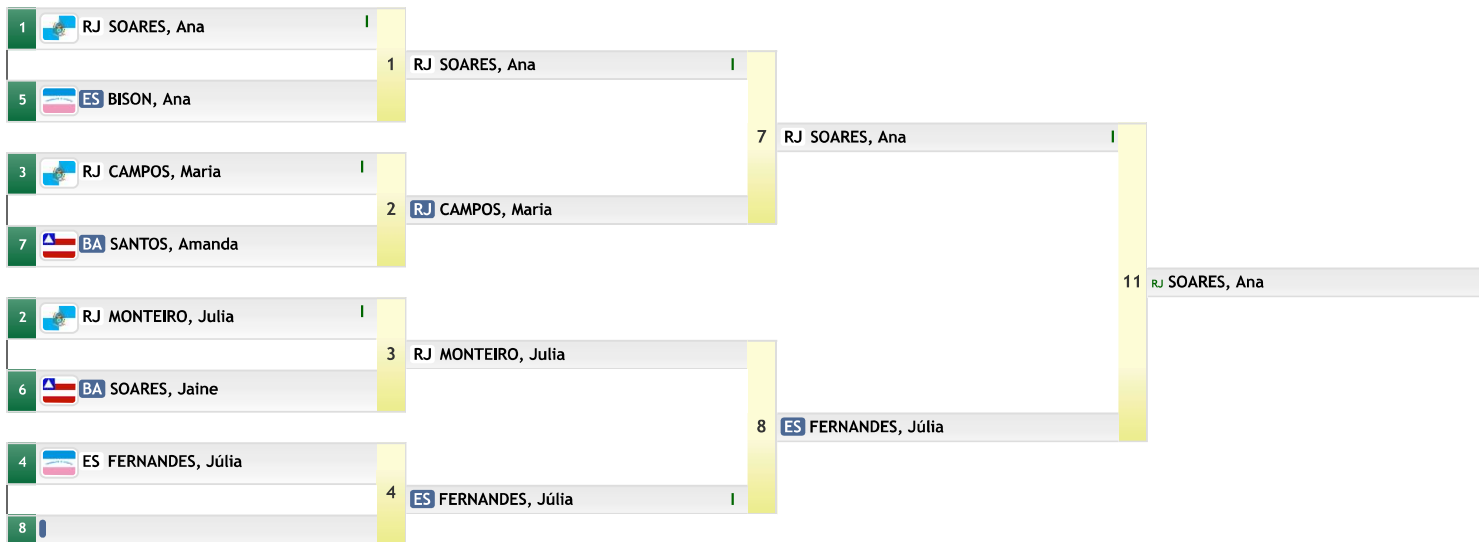 1 RJ SOARES, Ana I
1 RJ SOARES, Ana I
5 ES BISON, Ana
7 RJ SOARES, Ana I
3 RJ CAMPOS, Maria I
2 RJ CAMPOS, Maria
7 BA SANTOS, Amanda
11 RJ SOARES, Ana
2 RJ MONTEIRO, Julia I
3 RJ MONTEIRO, Julia
6 BA SOARES, Jaine
8 ES FERNANDES, Júlia
4 ES FERNANDES, Júlia
4 ES FERNANDES, Júlia I
8